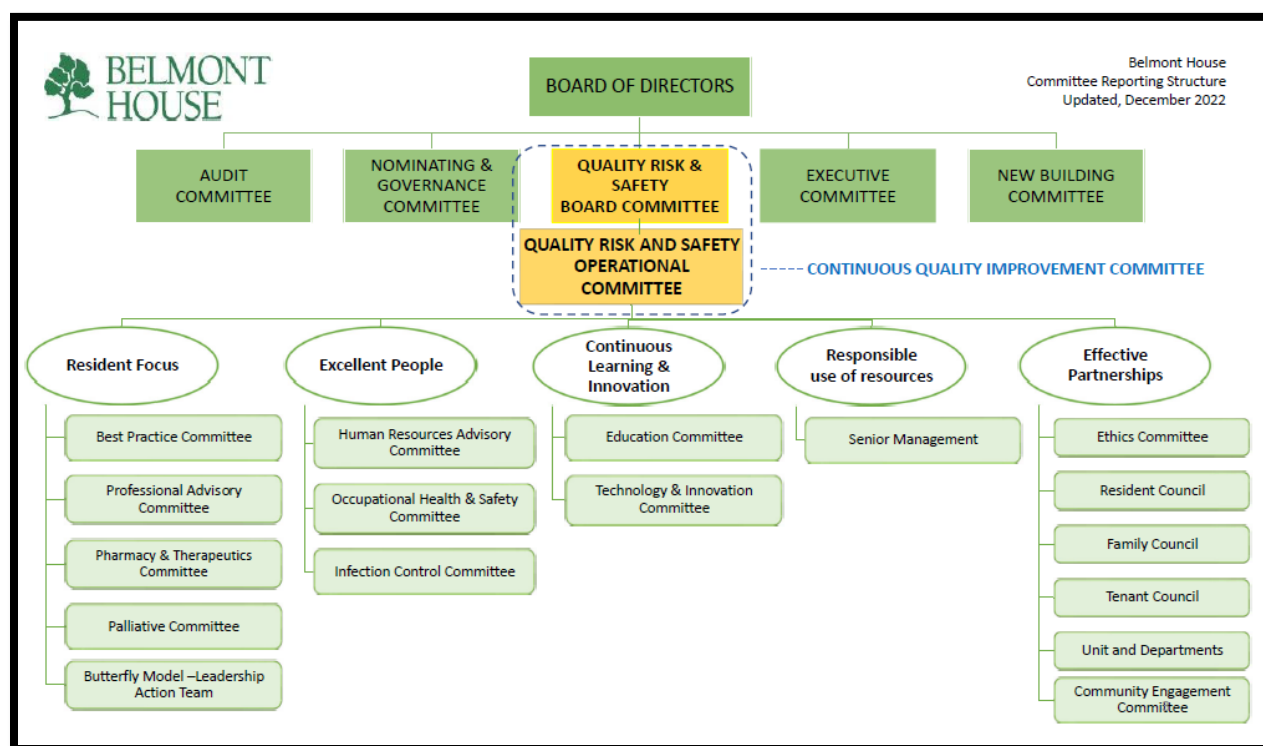 BELMONT
HOUSE
BOARD OF DIRECTORS
Belmont House
Committee Reporting Structure
Updated, December 2022
AUDIT
COMMITTEE
NOMINATING &
GOVERNANCE
COMMITTEE
QUALITY RISK &
SAFETY
BOARD COMMITTEE
EXECUTIVE
COMMITTEE
NEW BUILDING
COMMITTEE
QUALITY RISK AND SAFETY
OPERATIONAL
COMMITTEE
CONTINUOUS QUALITY IMPROVEMENT COMMITTEE
Resident Focus
Best Practice Committee
Professional Advisory
Committee
Pharmacy & Therapeutics
Committee
Palliative Committee
Butterfly Model –Leadership
Action Team
Excellent People
Human Resources Advisory
Committee
Occupational Health & Safety
Committee
Infection Control Committee
Continuous
Learning &
Innovation
Education Committee
Technology & Innovation
Committee
Responsible
use of resources
Senior Management
Effective
Partnerships
Ethics Committee
Resident Council
Family Council
Tenant Council
Unit and Departments
Community Engagement
Committee